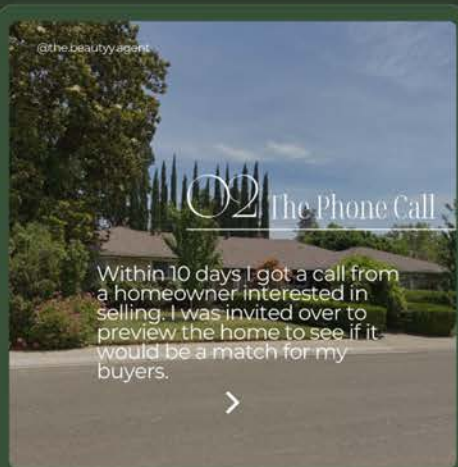 @the.beautyy.agent
02 The Phone Call
Within 10 days I got a call from
a homeowner interested in
selling. I was invited over to
preview the home to see if it
would be a match for my
buyers.